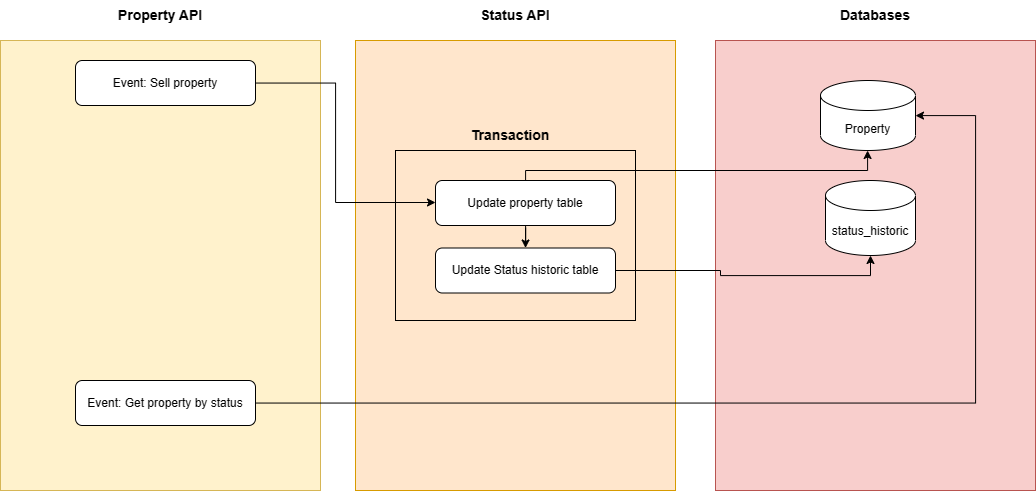 Property API
Status API
Databases
Event: Sell property
Transaction
Update property table
Update Status historic table
Property
status_historic
Event: Get property by status